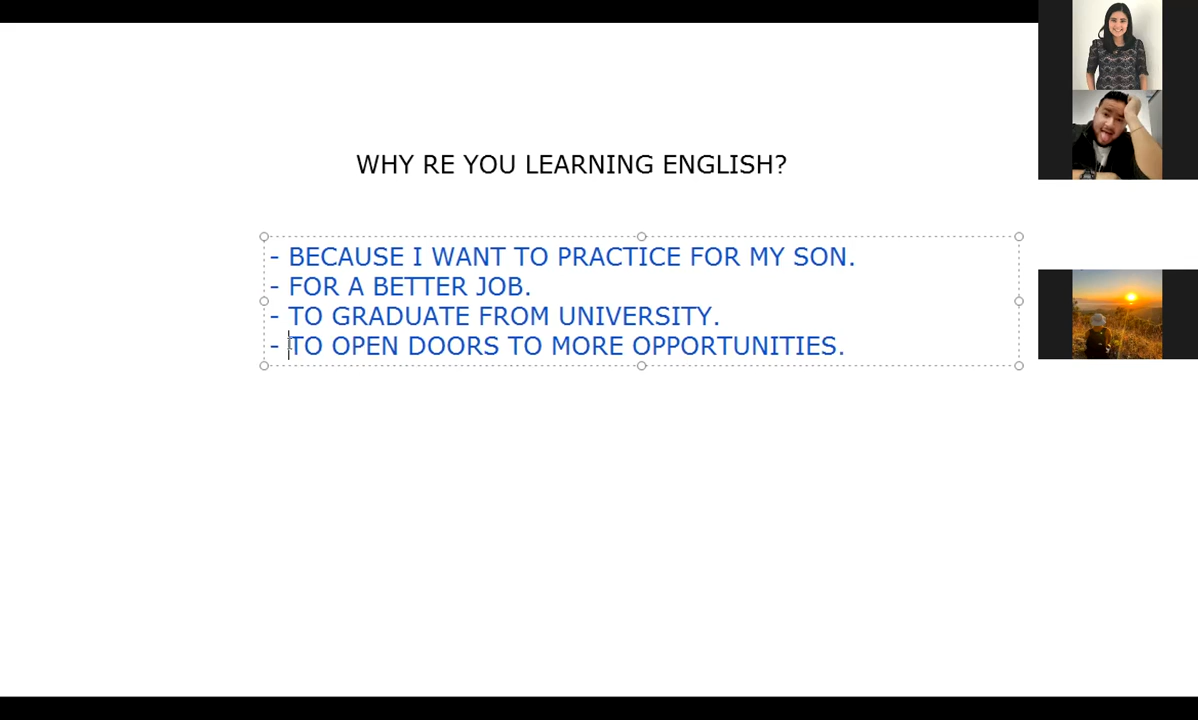 WHY RE YOU LEARNING ENGLISH?
- BECAUSE I WANT TO PRACTICE FOR MY SON.
- FOR A BETTER JOB.
- TO GRADUATE FROM UNIVERSITY.
- TO OPEN DOORS TO MORE OPPORTUNITIES.